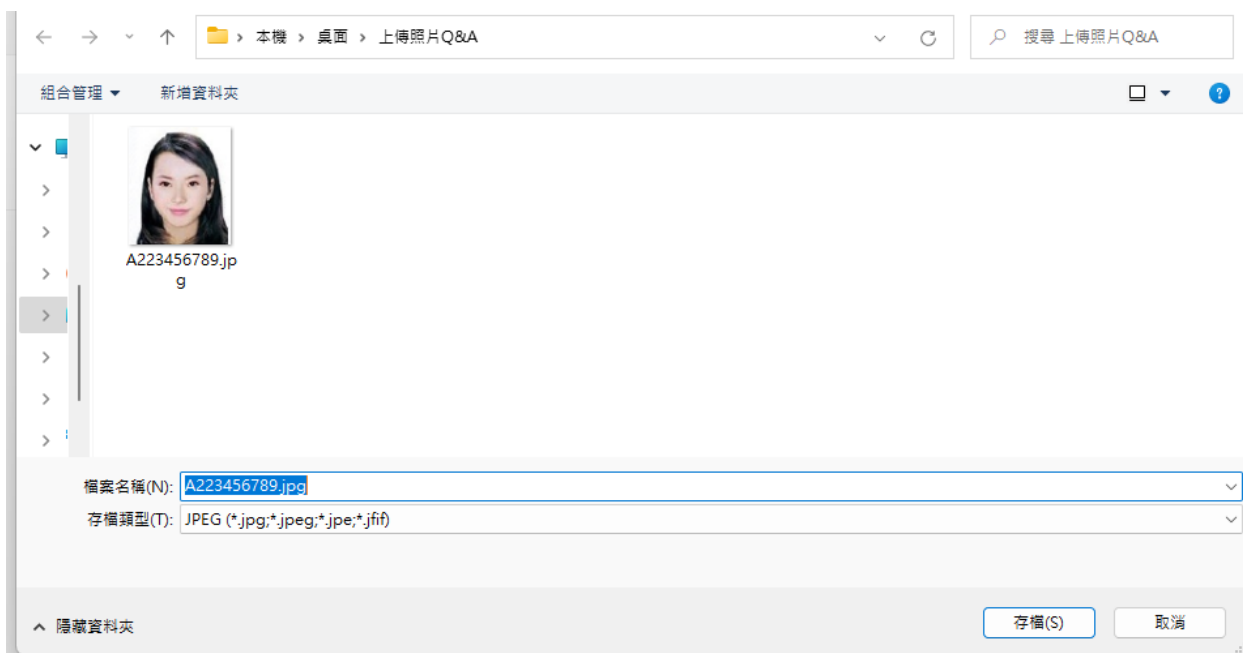 本機 › 桌面 › 上傳照片Q&A
搜尋 上傳照片Q&A
組合管理 新增資料夾
A223456789.jp
g
檔案名稱(N): A223456789.jpg
存檔類型(T): JPEG (*.jpg;*.jpeg;*.jpe;*.jfif)
隱藏資料夾 存檔(S) 取消